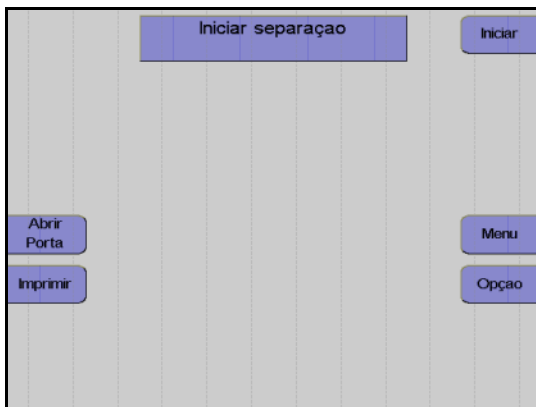 Iniciar separaçao
Iniciar
Abrir
Porta
Menu
Imprimir
Opçao